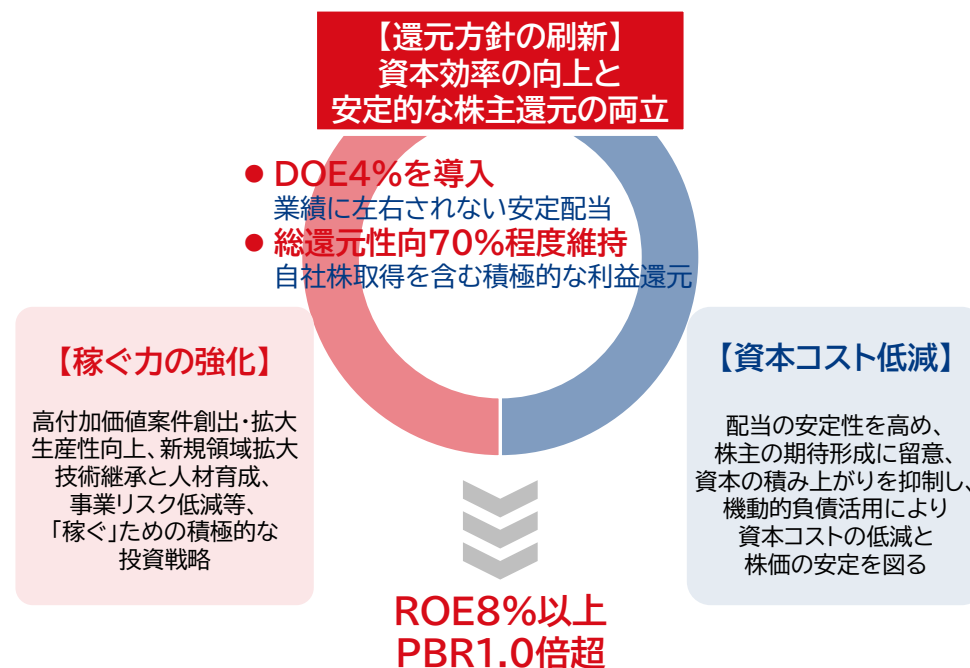 【還元方針の刷新】
資本効率の向上と
安定的な株主還元の両立
● DOE4%を導入
業績に左右されない安定配当
● 総還元性向70%程度維持
自社株取得を含む積極的な利益還元
【稼ぐ力の強化】
高付加価値案件創出・拡大
生産性向上、新規領域拡大
技術継承と人材育成、
事業リスク低減等、
「稼ぐ」ための積極的な
投資戦略
【資本コスト低減】
配当の安定性を高め、
株主の期待形成に留意、
資本の積み上がりを抑制し、
機動的負債活用により
資本コストの低減と
株価の安定を図る
ROE8%以上
PBR1.0倍超